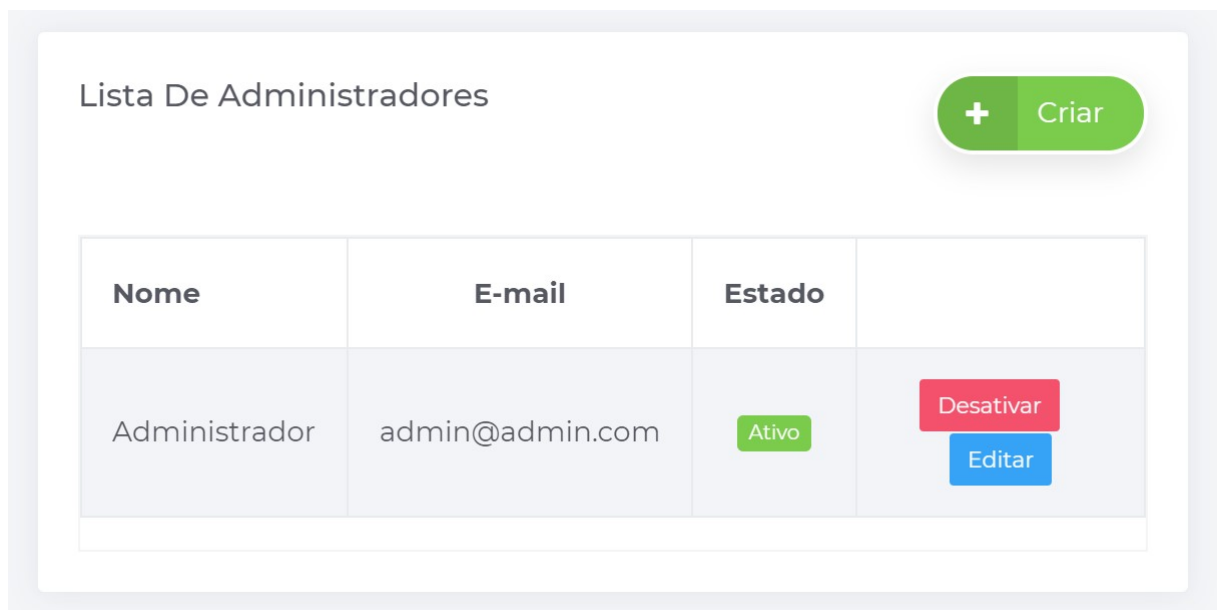 Lista De Administradores
+ Criar
Nome E-mail Estado
Administrador admin@admin.com Ativo Desativar
Editar